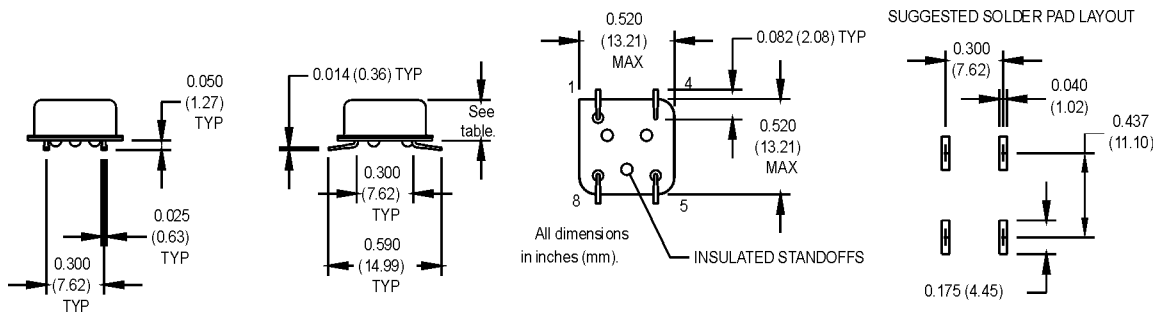 0.050
(1.27)
TYP
0.025
(0.63)
TYP
0.300
(7.62)
TYP
0.014 (0.36) TYP
See
table.
0.300
(7.62)
TYP
0.590
(14.99)
TYP
0.520
(13.21)
MAX
0.082 (2.08) TYP
1
4
0.520
(13.21)
MAX
8
5
All dimensions
in inches (mm).
INSULATED STANDOFFS
SUGGESTED SOLDER PAD LAYOUT
0.300
(7.62)
0.040
(1.02)
0.437
(11.10)
0.175 (4.45)